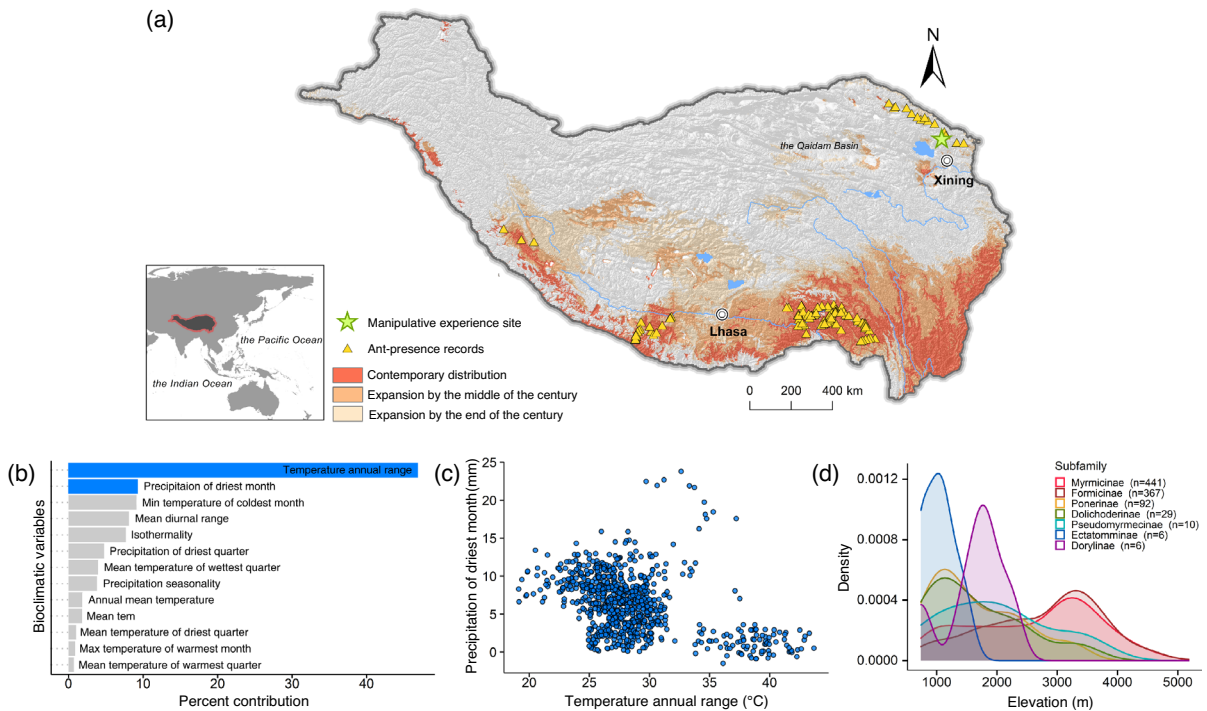 (a)
N
the Qaidam Basin
Xining
Lhasa
the Pacific Ocean
the Indian Ocean
Manipulative experience site
Ant-presence records
Contemporary distribution
Expansion by the middle of the century
Expansion by the end of the century
0 200 400 km
(b)
Bioclimatic variables
Temperature annual range
Precipitaion of driest month
Min temperature of coldest month
Mean diurnal range
Isothermality
Precipitation of driest quarter
Mean temperature of wettest quarter
Precipitation seasonality
Annual mean temperature
Mean tem
Mean temperature of driest quarter
Max temperature of warmest month
Mean temperature of warmest quarter
0 10 20 30 40
Percent contribution
(c)
Precipitation of driest month(mm)
25
20
15
10
5
0
20 25 30 35 40
Temperature annual range (°C)
(d)
Density
0.0012
0.0008
0.0004
0.0000
Subfamily
Myrmicinae (n=441)
Formicinae (n=367)
Ponerinae (n=92)
Dolichoderinae (n=29)
Pseudomyrmecinae (n=10)
Ectatomminae (n=6)
Dorylinae (n=6)
1000 2000 3000 4000 5000
Elevation (m)